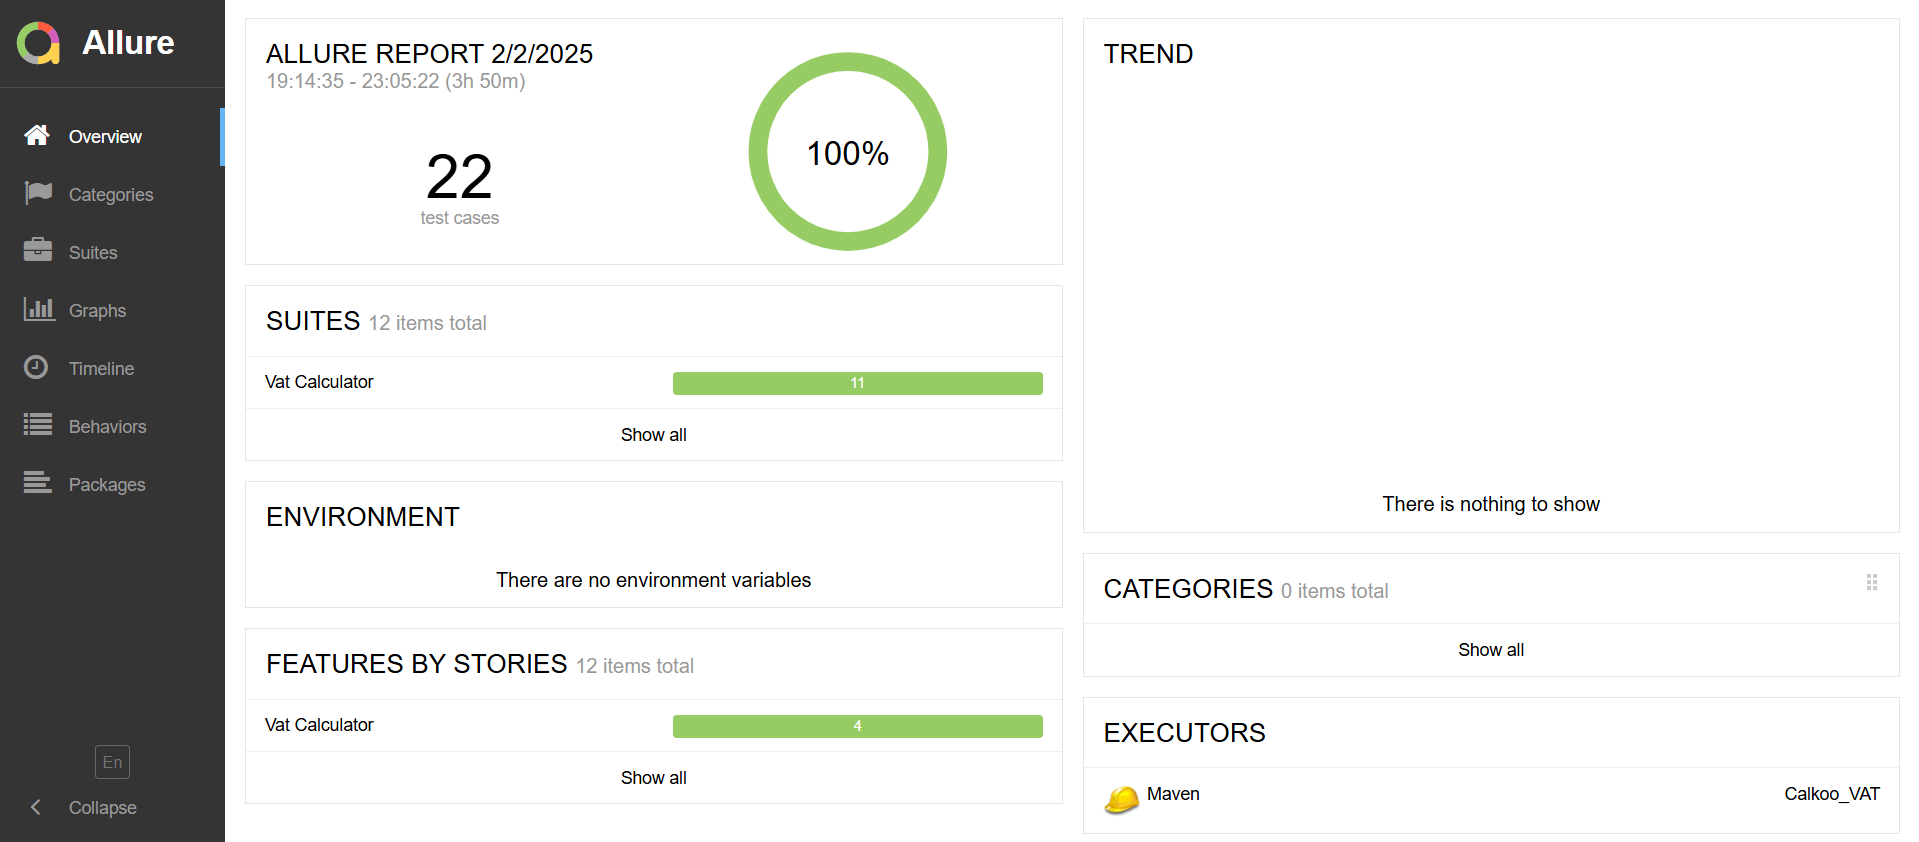 Allure
Overview
Categories
Suites
Graphs
Timeline
Behaviors
Packages
En
Collapse
ALLURE REPORT 2/2/2025
19:14:35 - 23:05:22 (3h 50m)
22
test cases
100%
SUITES 12 items total
Vat Calculator 11
Show all
ENVIRONMENT
There are no environment variables
FEATURES BY STORIES 12 items total
Vat Calculator 4
Show all
TREND
There is nothing to show
CATEGORIES 0 items total
Show all
EXECUTORS
Maven Calkoo_VAT